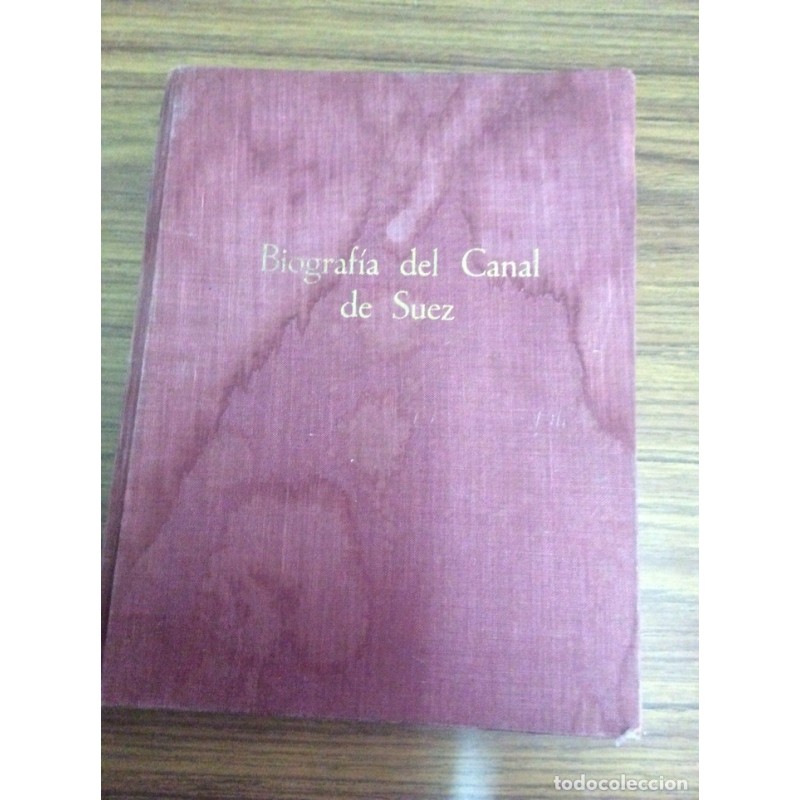 Biografía del Canal
de Suez
todocoleccion